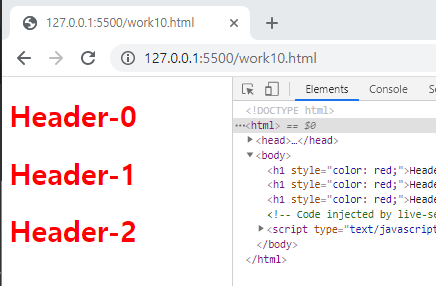 127.0.0.1:5500/work10.html
127.0.0.1:5500/work10.html
Header-0
Header-1
Header-2
Elements
Console
<!DOCTYPE html>
<html> == $0
<head>…</head>
<body>
<h1 style="color: red;">Heade
<h1 style="color: red;">Heade
<h1 style="color: red;">Heade
<!-- Code injected by live-se
<script type="text/javascript
</body>
</html>